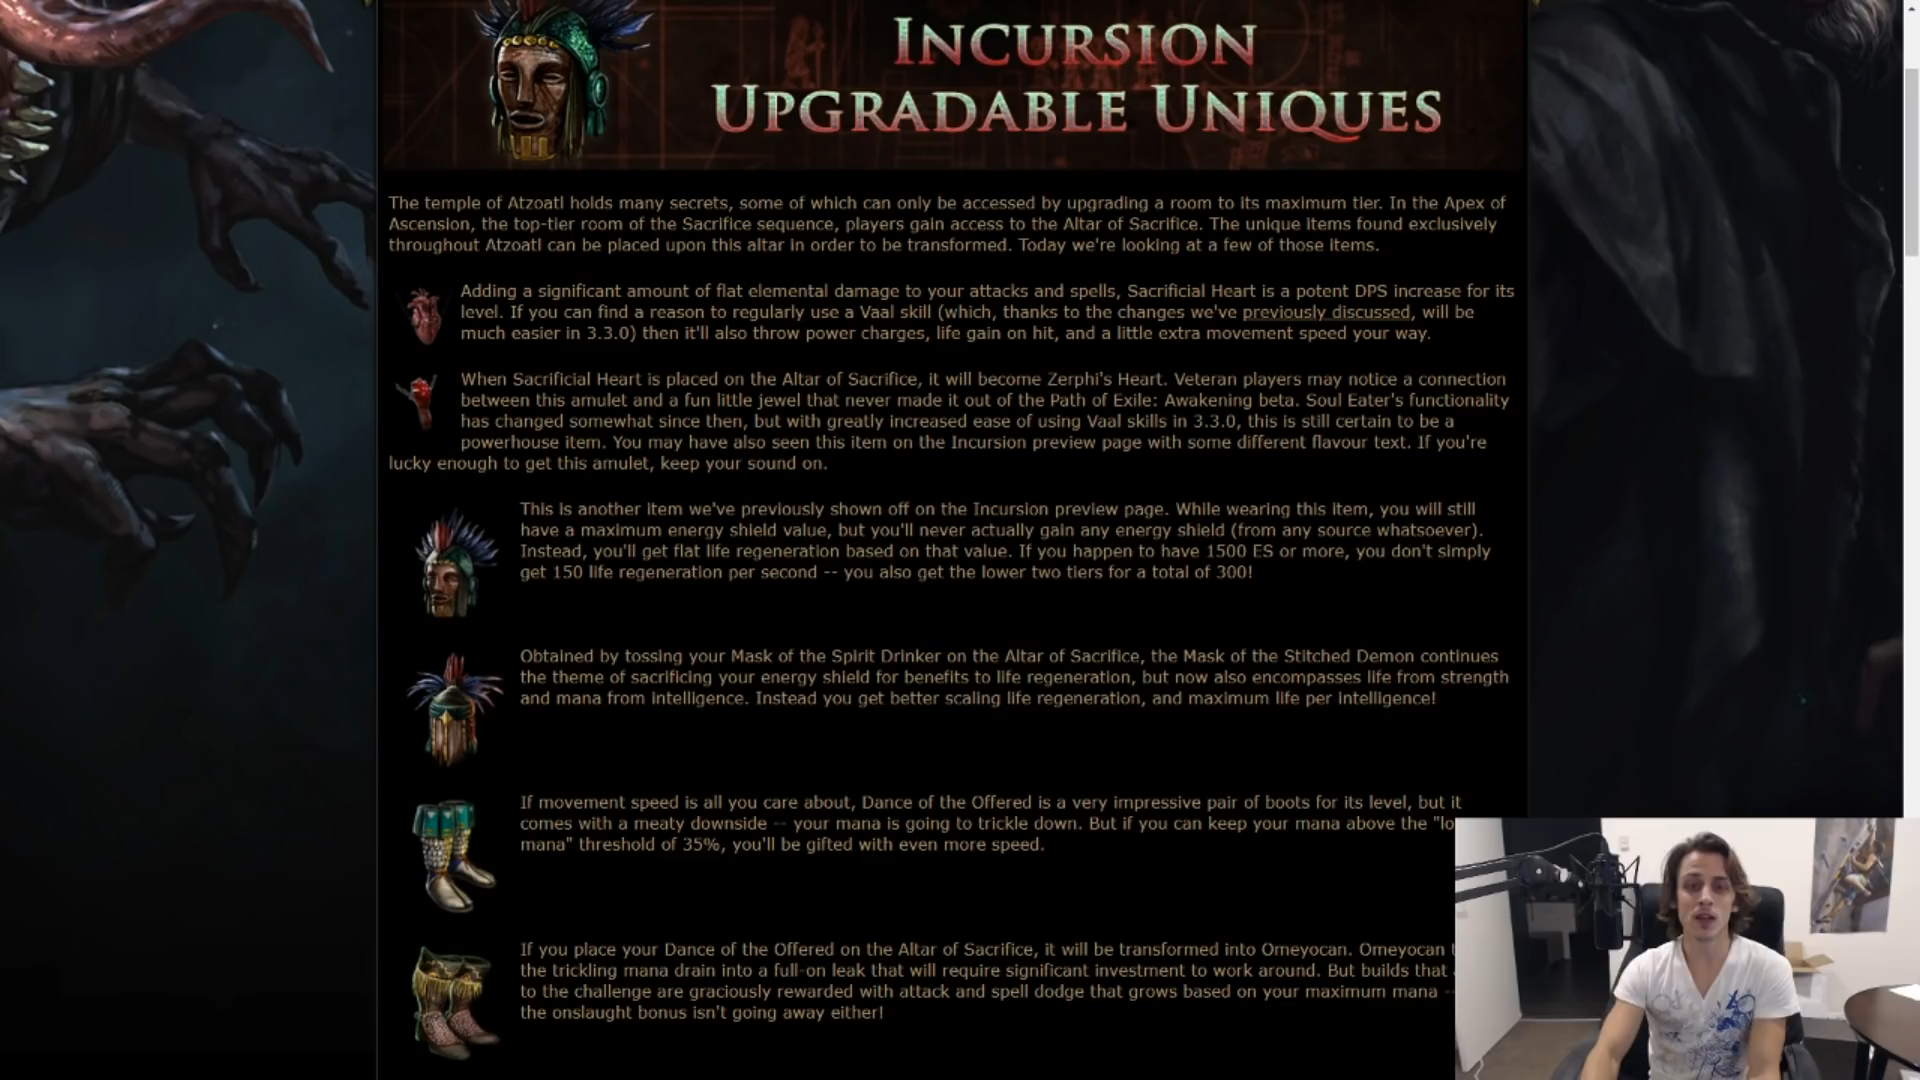 INCURSION
UPGRADABLE UNIQUES
The temple of Atzoatl holds many secrets, some of which can only be accessed by upgrading a room to its maximum tier. In the Apex of
Ascension, the top-tier room of the Sacrifice sequence, players gain access to the Altar of Sacrifice. The unique items found exclusively
throughout Atzoatl can be placed upon this altar in order to be transformed. Today we're looking at a few of those items.
Adding a significant amount of flat elemental damage to your attacks and spells, Sacrificial Heart is a potent DPS increase for its
level. If you can find a reason to regularly use a Vaal skill (which, thanks to the changes we've previously discussed, will be
much easier in 3.3.0) then it'll also throw power charges, life gain on hit, and a little extra movement speed your way.
When Sacrificial Heart is placed on the Altar of Sacrifice, it will become Zerphi's Heart. Veteran players may notice a connection
between this amulet and a fun little jewel that never made it out of the Path of Exile: Awakening beta. Soul Eater's functionality
has changed somewhat since then, but with greatly increased ease of using Vaal skills in 3.3.0, this is still certain to be a
powerhouse item. You may have also seen this item on the Incursion preview page with some different flavour text. If you're
lucky enough to get this amulet, keep your sound on.
This is another item we've previously shown off on the Incursion preview page. While wearing this item, you will still
have a maximum energy shield value, but you'll never actually gain any energy shield (from any source whatsoever).
Instead, you'll get flat life regeneration based on that value. If you happen to have 1500 ES or more, you don't simply
get 150 life regeneration per second -- you also get the lower two tiers for a total of 300!
Obtained by tossing your Mask of the Spirit Drinker on the Altar of Sacrifice, the Mask of the Stitched Demon continues
the theme of sacrificing your energy shield for benefits to life regeneration, but now also encompasses life from strength
and mana from intelligence. Instead you get better scaling life regeneration, and maximum life per intelligence!
If movement speed is all you care about, Dance of the Offered is a very impressive pair of boots for its level, but it
comes with a meaty downside -- your mana is going to trickle down. But if you can keep your mana above the "lo
mana" threshold of 35%, you'll be gifted with even more speed.
If you place your Dance of the Offered on the Altar of Sacrifice, it will be transformed into Omeyocan. Omeyocan
the trickling mana drain into a full-on leak that will require significant investment to work around. But builds that
to the challenge are graciously rewarded with attack and spell dodge that grows based on your maximum mana --
the onslaught bonus isn't going away either!